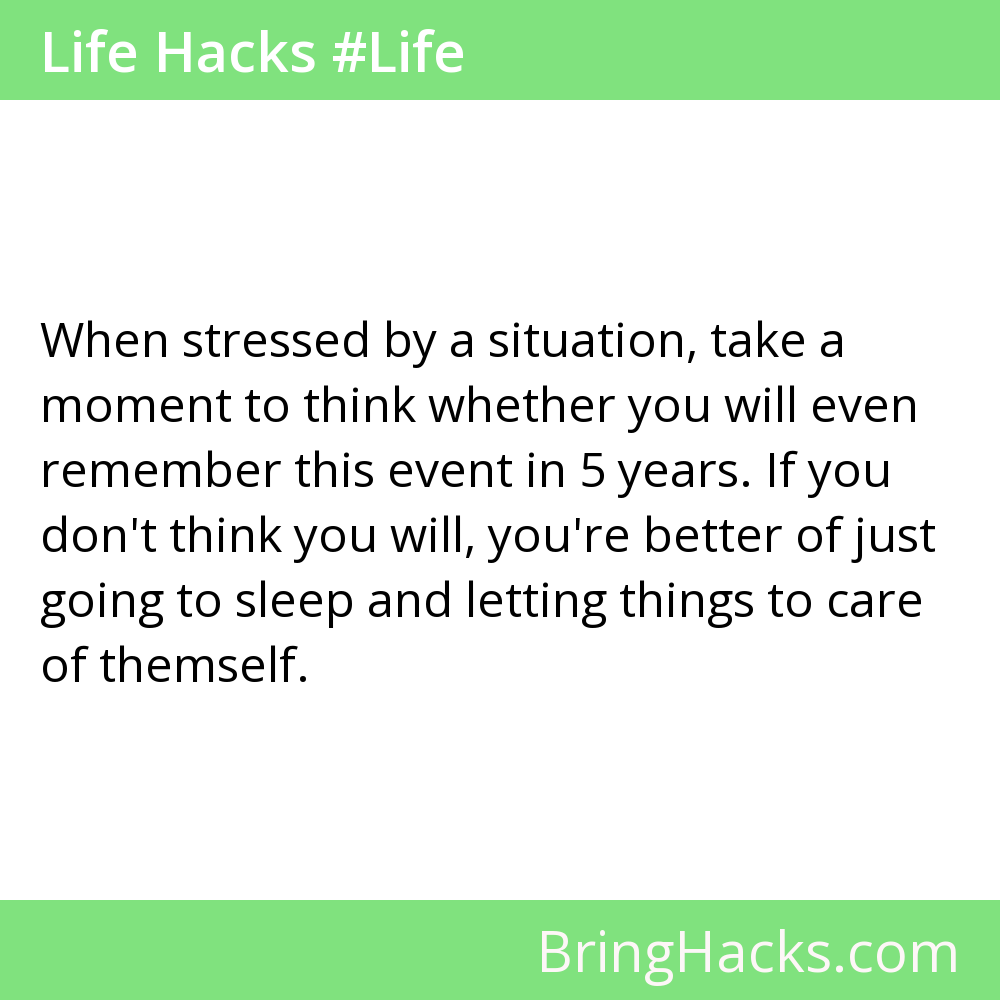 Life Hacks #Life
When stressed by a situation, take a
moment to think whether you will even
remember this event in 5 years. If you
don't think you will, you're better of just
going to sleep and letting things to care
of themself.
BringHacks.com